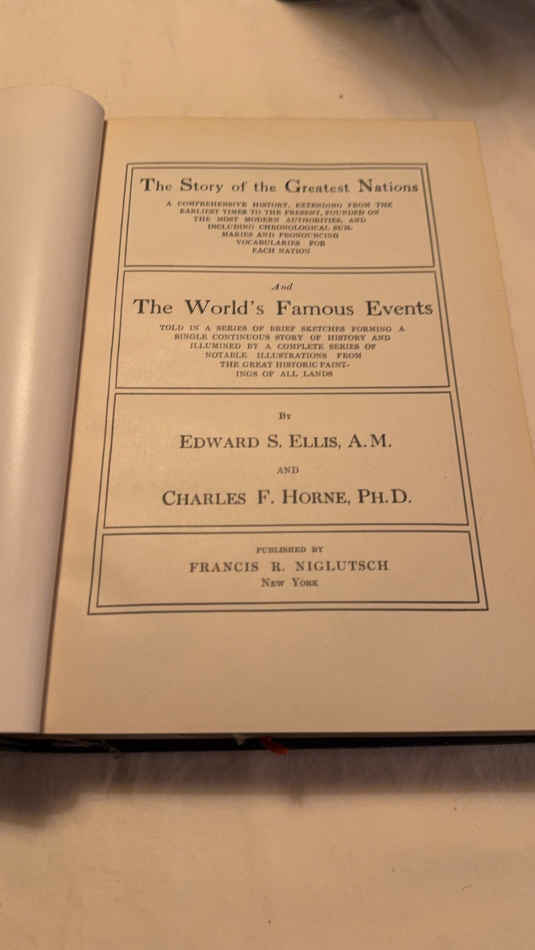 The Story of the Greatest Nations
A COMPREHENSIVE HISTORY, EXTENDING FROM THE
EARLIEST TIMES TO THE PRESENT, FOUNDED ON
THE MOST MODERN AUTHORITIES, AND
INCLUDING CHRONOLOGICAL SUM-
MARIES AND PRONOUNCING
VOCABULARIES FOR
EACH NATION
And
The World's Famous Events
TOLD IN A SERIES OF BRIEF SKETCHES FORMING A
SINGLE CONTINUOUS STORY OF HISTORY AND
ILLUMINED BY A COMPLETE SERIES OF
NOTABLE ILLUSTRATIONS FROM
THE GREAT HISTORIC PAINT-
INGS OF ALL LANDS
BY
EDWARD S. ELLIS, A.M.
AND
CHARLES F. HORNE, PH.D.
PUBLISHED BY
FRANCIS R. NIGLUTSCH
NEW YORK